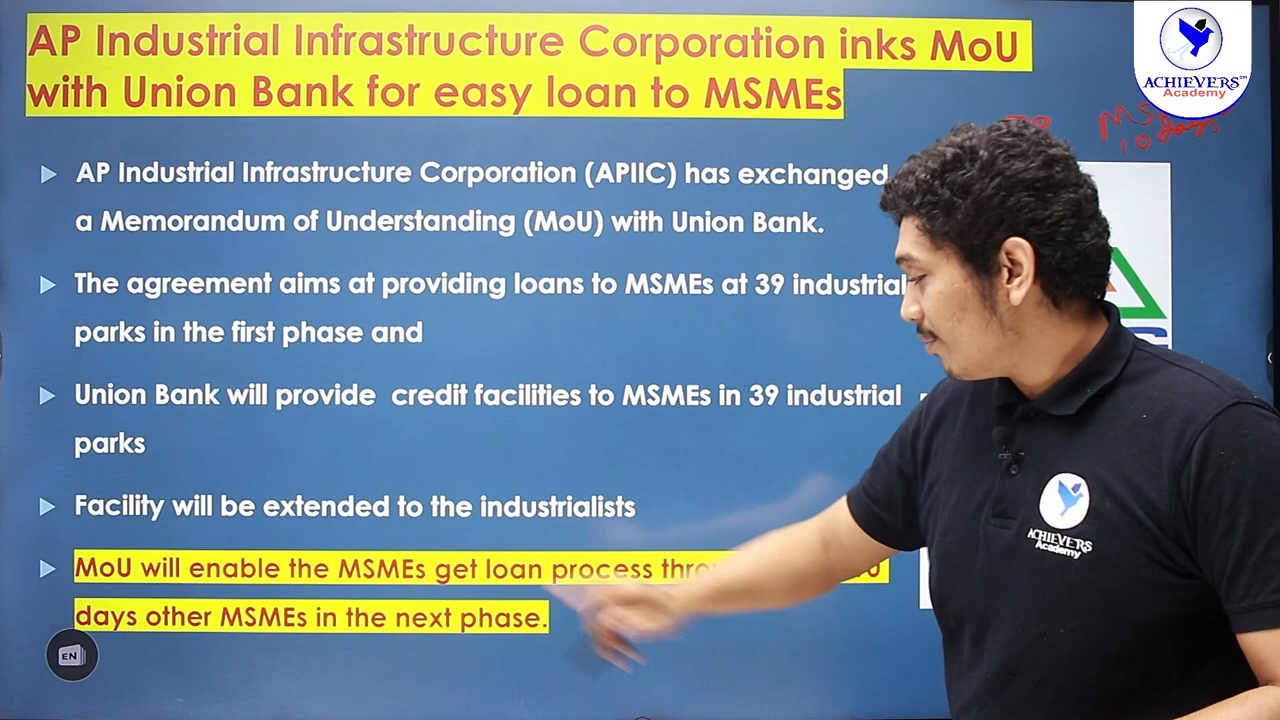 AP Industrial Infrastructure Corporation inks MoU
with Union Bank for easy loan to MSMEs
ACHIEVERS™
Academy
10 days
AP Industrial Infrastructure Corporation (APIIC) has exchanged
a Memorandum of Understanding (MoU) with Union Bank.
The agreement aims at providing loans to MSMEs at 39 industrial
parks in the first phase and
Union Bank will provide credit facilities to MSMEs in 39 industrial
parks
Facility will be extended to the industrialists
MoU will enable the MSMEs get loan process
days other MSMEs in the next phase.
ACHIEVERS
Academy
EN